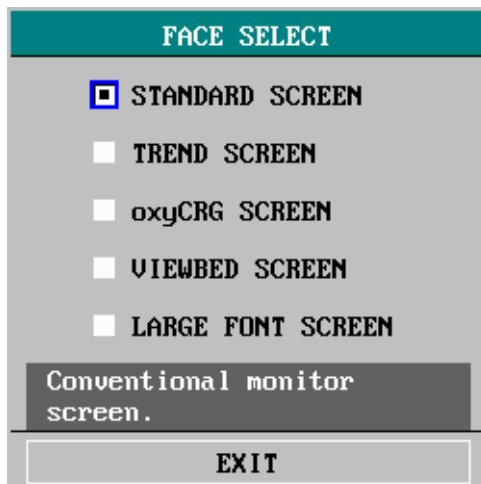 FACE SELECT
STANDARD SCREEN
TREND SCREEN
oxyCRG SCREEN
VIEWBED SCREEN
LARGE FONT SCREEN
Conventional monitor
screen.
EXIT